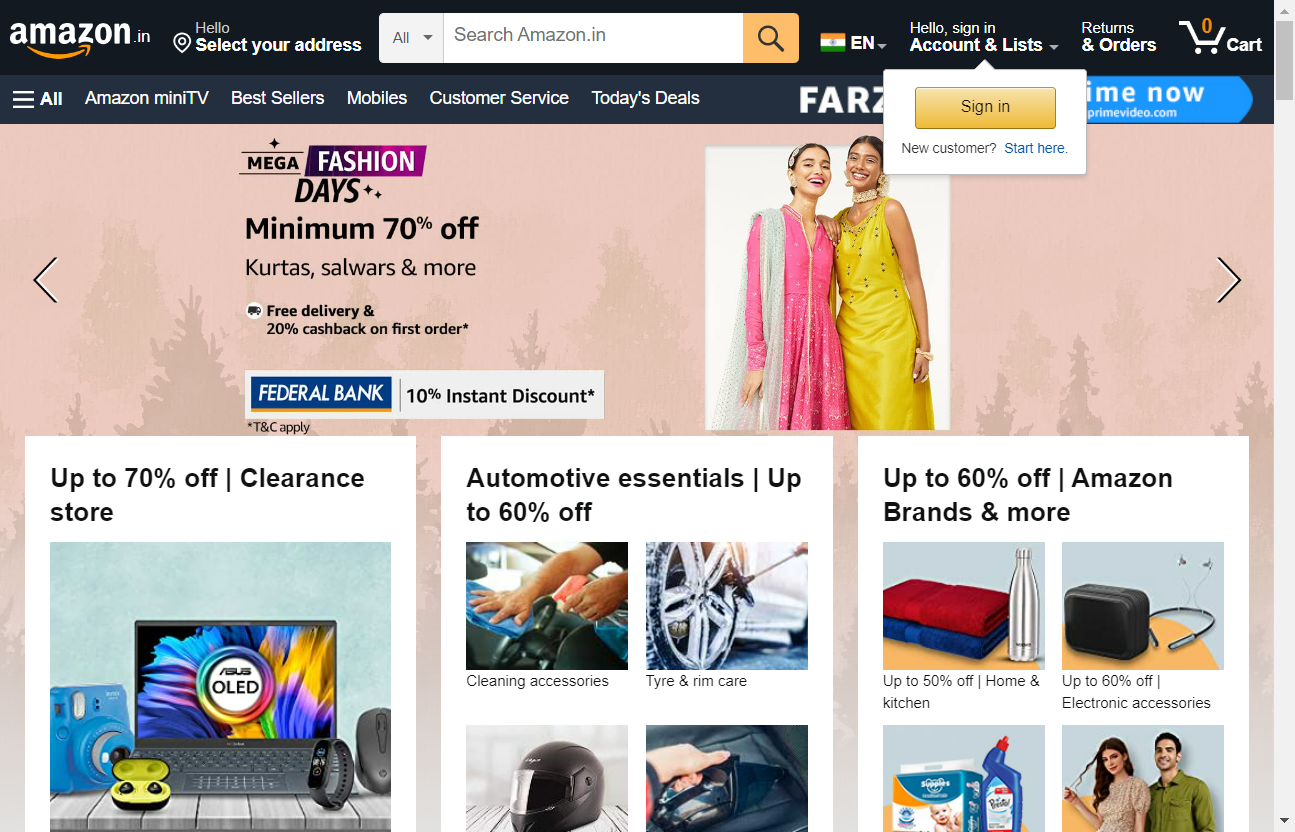 amazon.in
Hello
Select your address
All
Search Amazon.in
EN
Hello, sign in
Account & Lists
Returns
& Orders
0
Cart
All
Amazon miniTV
Best Sellers
Mobiles
Customer Service
Today's Deals
FARZ
ime now
primevideo.com
Sign in
New customer? Start here.
MEGA FASHION
DAYS
Minimum 70% off
Kurtas, salwars & more
Free delivery &
20% cashback on first order*
FEDERAL BANK
10% Instant Discount*
*T&C apply
Up to 70% off | Clearance
store
ASUS
OLED
Automotive essentials | Up
to 60% off
Cleaning accessories
Tyre & rim care
Up to 60% off | Amazon
Brands & more
Up to 50% off | Home &
kitchen
Up to 60% off |
Electronic accessories